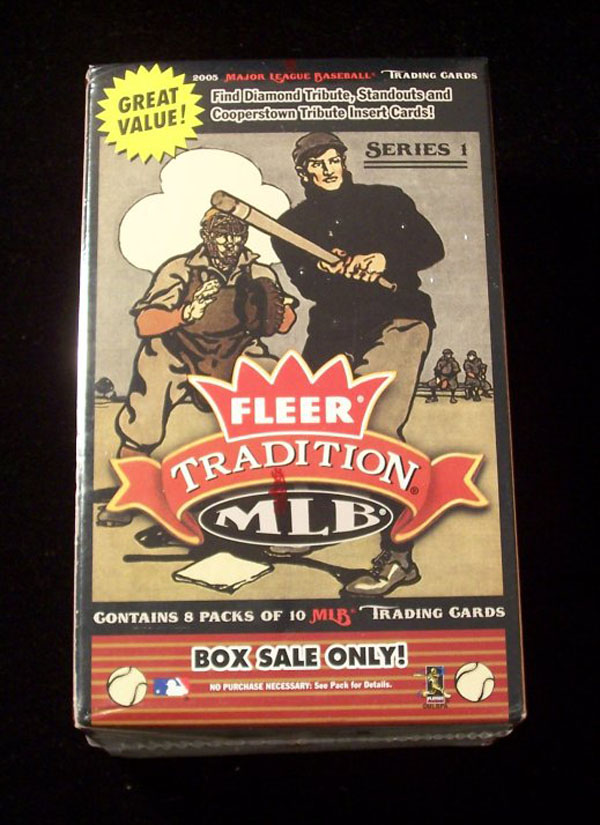 2005 MAJOR LEAGUE BASEBALL TRADING CARDS
GREAT
VALUE!
Find Diamond Tribute, Standouts and
Cooperstown Tribute Insert Cards!
SERIES 1
FLEER®
TRADITION®
MLB®
CONTAINS 8 PACKS OF 10 MLB® TRADING CARDS
BOX SALE ONLY!
NO PURCHASE NECESSARY: See Pack for Details.